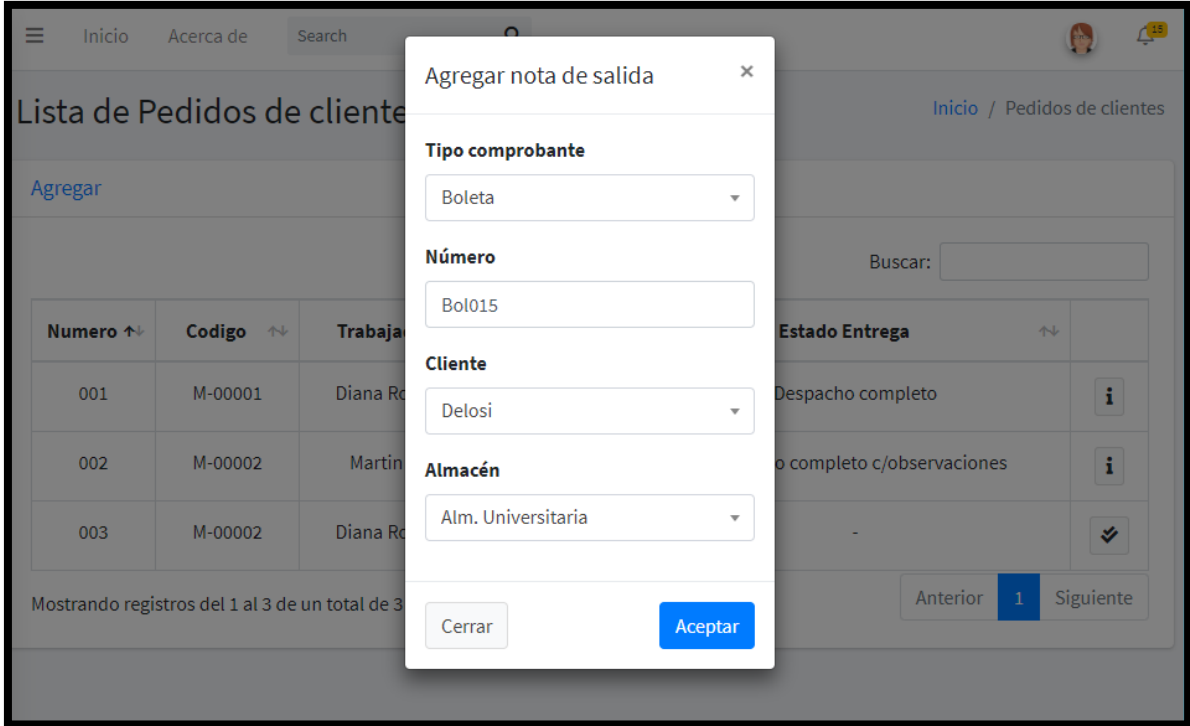 Inicio Acerca de Search 15
Lista de Pedidos de cliente
Inicio / Pedidos de clientes
Agregar
Buscar:
Numero Codigo Estado Entrega
001 M-00001 Diana Despacho completo
002 M-00002 Martin completo c/observaciones
003 M-00002 Diana -
Mostrando registros del 1 al 3 de un total de 3
Anterior 1 Siguiente
Agregar nota de salida ×
Tipo comprobante
Boleta
Número
Bol015
Cliente
Delosi
Almacén
Alm. Universitaria
Cerrar Aceptar